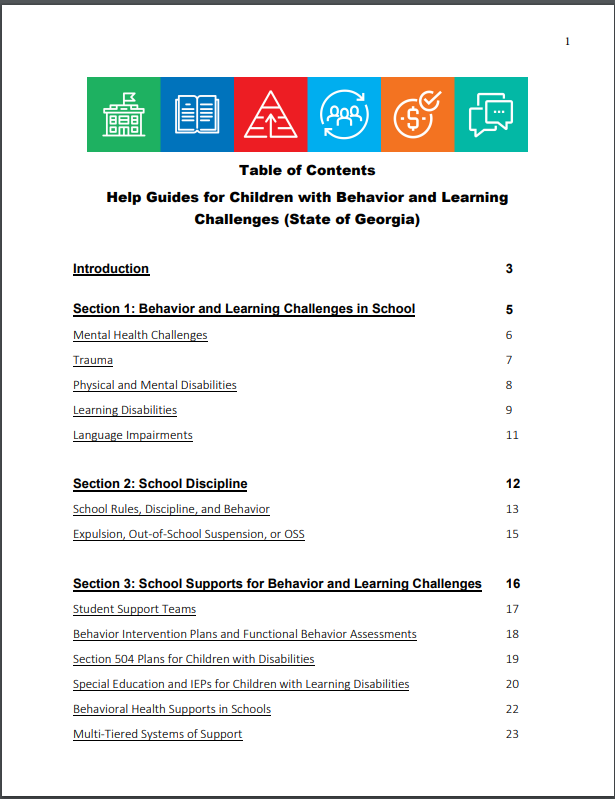 1
$
Table of Contents
Help Guides for Children with Behavior and Learning
Challenges (State of Georgia)
Introduction 3
Section 1: Behavior and Learning Challenges in School 5
Mental Health Challenges 6
Trauma 7
Physical and Mental Disabilities 8
Learning Disabilities 9
Language Impairments 11
Section 2: School Discipline 12
School Rules, Discipline, and Behavior 13
Expulsion, Out-of-School Suspension, or OSS 15
Section 3: School Supports for Behavior and Learning Challenges 16
Student Support Teams 17
Behavior Intervention Plans and Functional Behavior Assessments 18
Section 504 Plans for Children with Disabilities 19
Special Education and IEPs for Children with Learning Disabilities 20
Behavioral Health Supports in Schools 22
Multi-Tiered Systems of Support 23